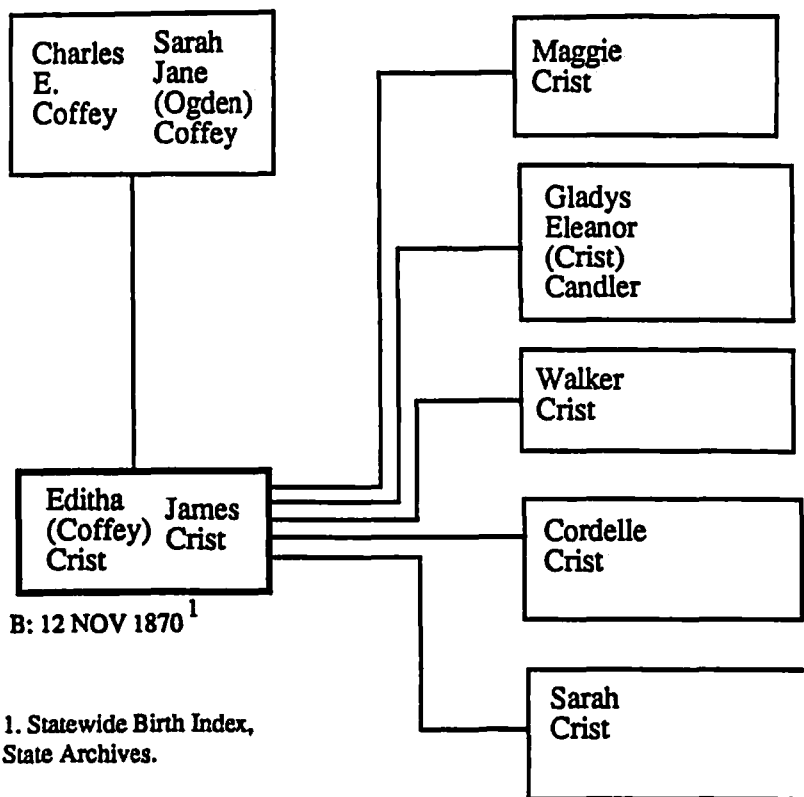 Charles
E.
Coffey
Sarah
Jane
(Ogden)
Coffey
Maggie
Crist
Gladys
Eleanor
(Crist)
Candler
Walker
Crist
Editha
(Coffey)
Crist
James
Crist
Cordelle
Crist
B: 12 NOV 1870 1
Sarah
Crist
1. Statewide Birth Index,
State Archives.